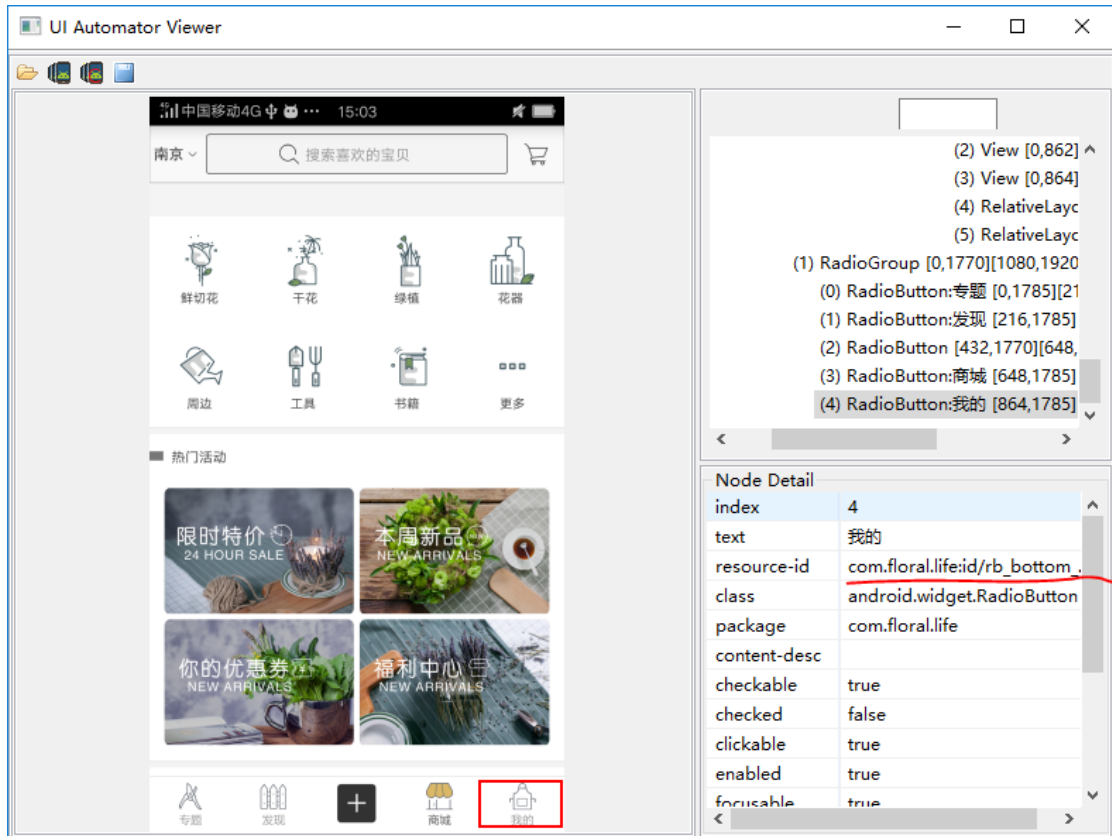 UI Automator Viewer
中国移动4G 15:03
南京 搜索喜欢的宝贝
鲜切花 干花 绿植 花器
周边 工具 书籍 更多
热门活动
限时特价 本周新品
24 HOUR SALE NEW ARRIVALS
你的优惠券 福利中心
NEW ARRIVALS NEW ARRIVALS
专题 发现 商城 我的
(2) View [0,862]
(3) View [0,864]
(4) RelativeLayc
(5) RelativeLayc
(1) RadioGroup [0,1770][1080,1920
(0) RadioButton:专题 [0,1785][21
(1) RadioButton:发现 [216,1785]
(2) RadioButton [432,1770][648,
(3) RadioButton:商城 [648,1785]
(4) RadioButton:我的 [864,1785]
Node Detail
index 4
text 我的
resource-id com.floral.life:id/rb_bottom_.
class android.widget.RadioButton
package com.floral.life
content-desc
checkable true
checked false
clickable true
enabled true
focusable true